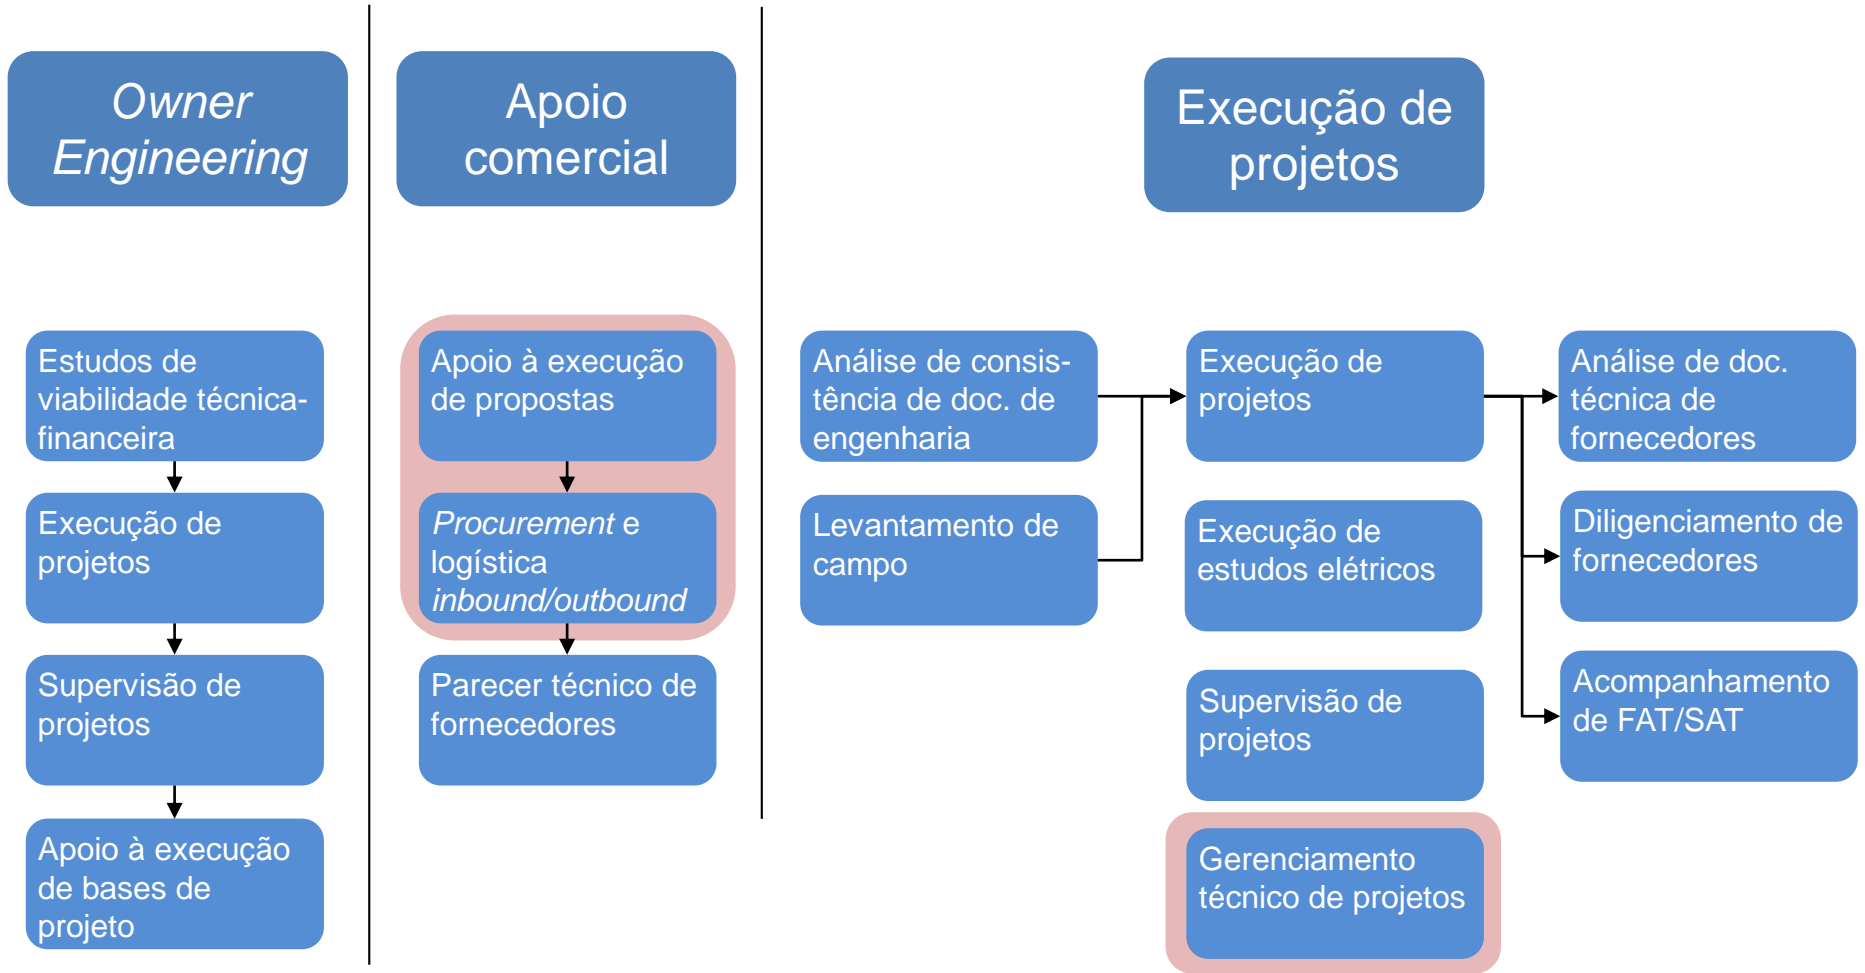 Owner
Engineering
Apoio
comercial
Execução de
projetos
Estudos de
viabilidade técnica-
financeira
Execução de
projetos
Supervisão de
projetos
Apoio à execução
de bases de
projeto
Apoio à execução
de propostas
Procurement e
logística
inbound/outbound
Parecer técnico de
fornecedores
Análise de consis-
tência de doc. de
engenharia
Levantamento de
campo
Execução de
projetos
Execução de
estudos elétricos
Supervisão de
projetos
Gerenciamento
técnico de projetos
Análise de doc.
técnica de
fornecedores
Diligenciamento de
fornecedores
Acompanhamento
de FAT/SAT